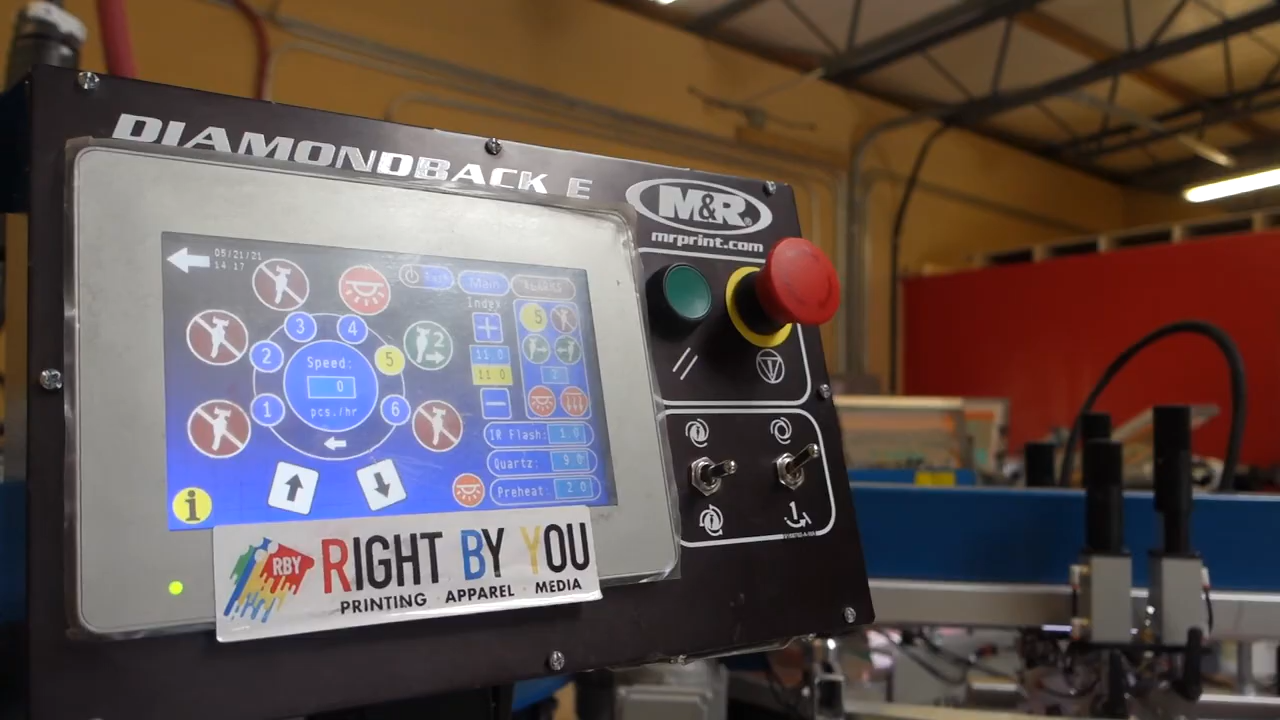 DIAMONDBACK E
M&R®
mrprint.com
05/21/21
14 17
Main
Index
3
4
2
5
1
6
Speed:
0
pcs./hr
2
5
11.0
11.0
IR Flash: 1.0
Quartz: 9.0
Preheat: 2.0
i
RBY
RIGHT BY YOU
PRINTING · APPAREL · MEDIA
1